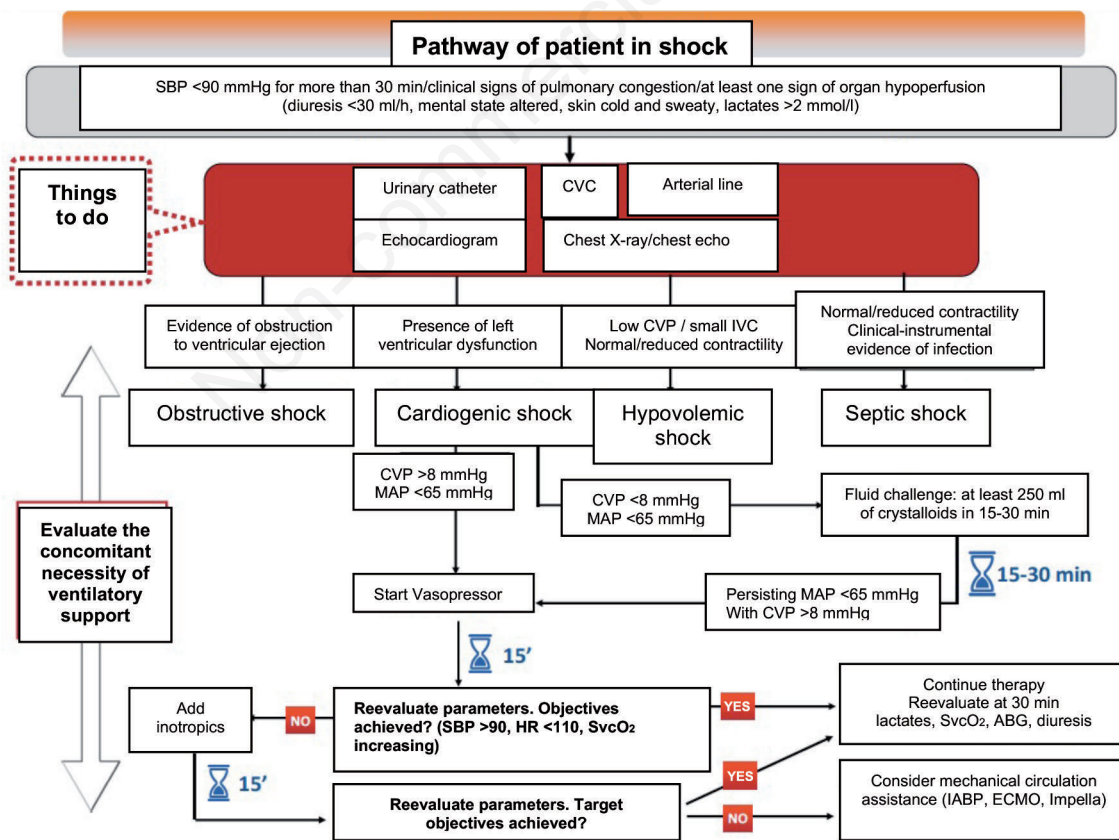 Pathway of patient in shock
SBP <90 mmHg for more than 30 min/clinical signs of pulmonary congestion/at least one sign of organ hypoperfusion
(diuresis <30 ml/h, mental state altered, skin cold and sweaty, lactates >2 mmol/l)
Things
to do
Urinary catheter
CVC
Arterial line
Echocardiogram
Chest X-ray/chest echo
Evidence of obstruction
to ventricular ejection
Presence of left
ventricular dysfunction
Low CVP / small IVC
Normal/reduced contractility
Normal/reduced contractility
Clinical-instrumental
evidence of infection
Obstructive shock
Cardiogenic shock
Hypovolemic
shock
Septic shock
CVP >8 mmHg
MAP <65 mmHg
CVP <8 mmHg
MAP <65 mmHg
Fluid challenge: at least 250 ml
of crystalloids in 15-30 min
Evaluate the
concomitant
necessity of
ventilatory
support
15-30 min
Start Vasopressor
Persisting MAP <65 mmHg
With CVP >8 mmHg
15’
Add
inotropics
NO
Reevaluate parameters. Objectives
achieved? (SBP >90, HR <110, SvcO₂
increasing)
YES
Continue therapy
Reevaluate at 30 min
lactates, SvcO₂, ABG, diuresis
15’
Reevaluate parameters. Target
objectives achieved?
YES
NO
Consider mechanical circulation
assistance (IABP, ECMO, Impella)
Non-commerci